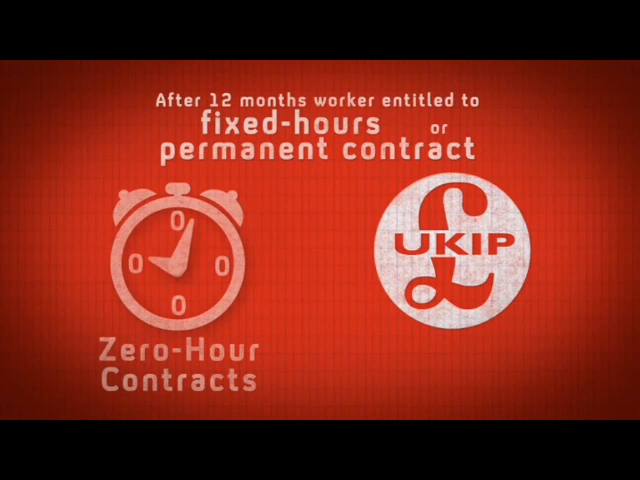 After 12 months worker entitled to
fixed-hours or
permanent contract
0
0 0
0
£
UKIP
Zero-Hour
Contracts